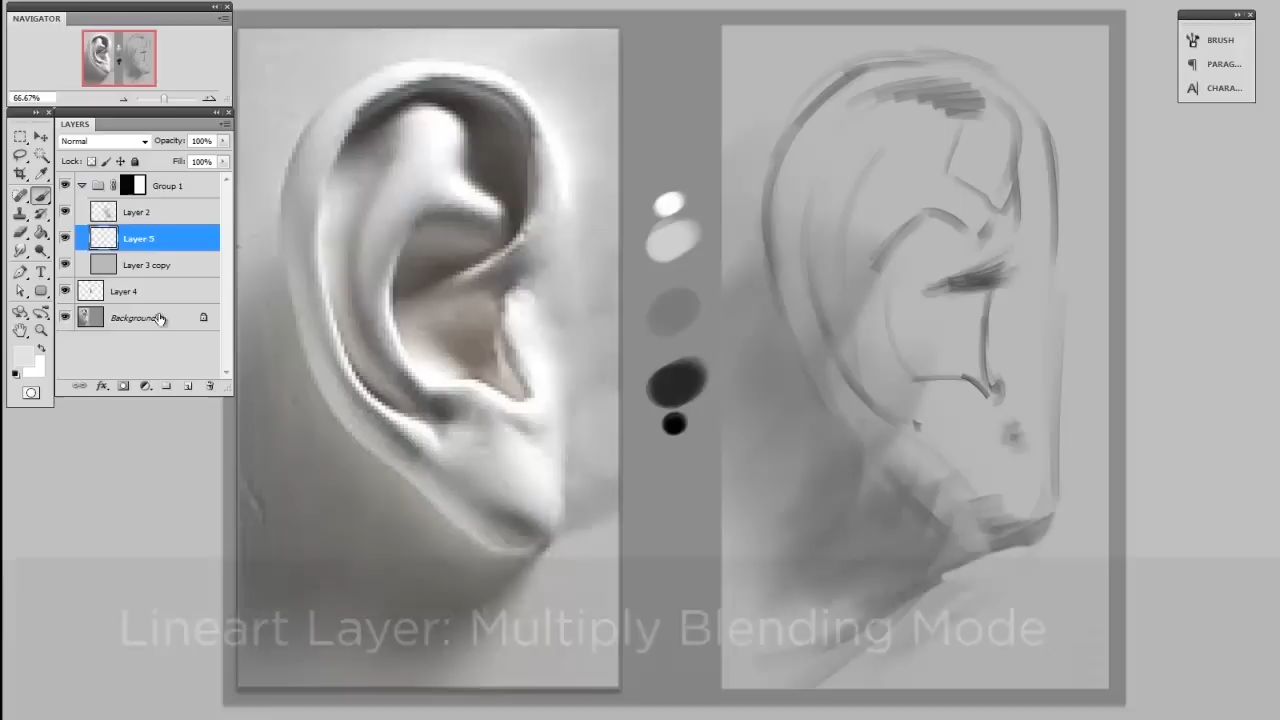 NAVIGATOR
66.67%
LAYERS
Normal
Opacity: 100%
Lock:
Fill: 100%
Group 1
Layer 2
Layer 5
Layer 3 copy
Layer 4
Background
BRUSH
PARAG...
CHARA...
Lineart Layer: Multiply Blending Mode